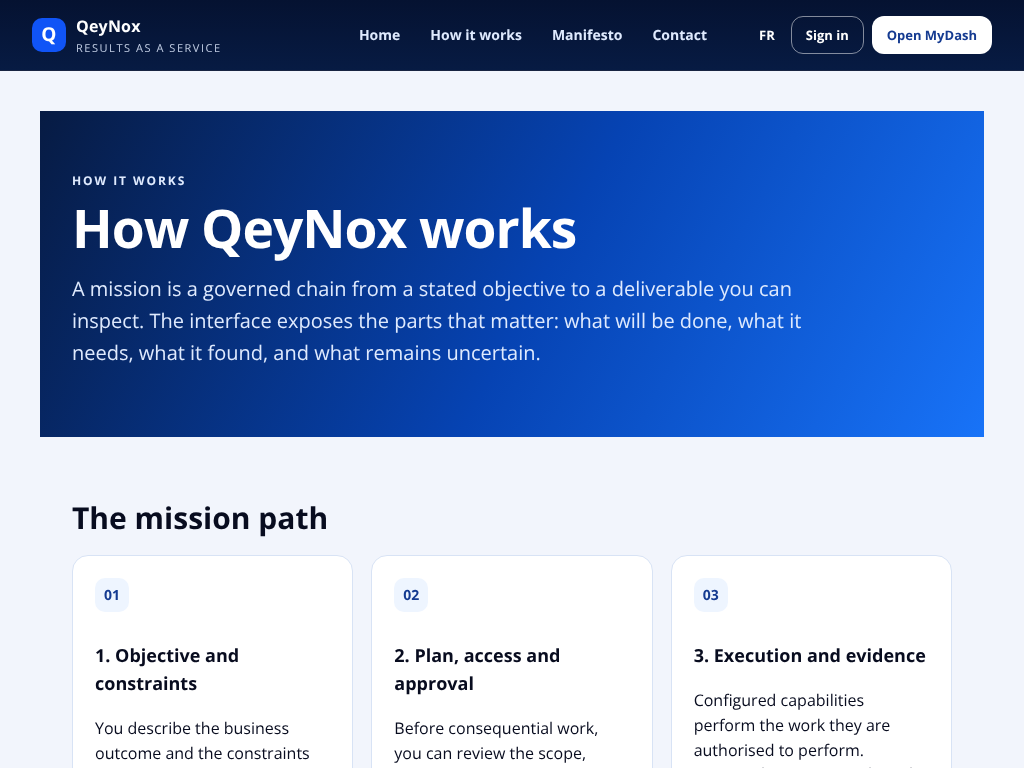 Q
QeyNox
RESULTS AS A SERVICE
Home
How it works
Manifesto
Contact
FR
Sign in
Open MyDash
HOW IT WORKS
How QeyNox works
A mission is a governed chain from a stated objective to a deliverable you can
inspect. The interface exposes the parts that matter: what will be done, what it
needs, what it found, and what remains uncertain.
The mission path
01
1. Objective and
constraints
You describe the business
outcome and the constraints
02
2. Plan, access and
approval
Before consequential work,
you can review the scope,
03
3. Execution and evidence
Configured capabilities
perform the work they are
authorised to perform.